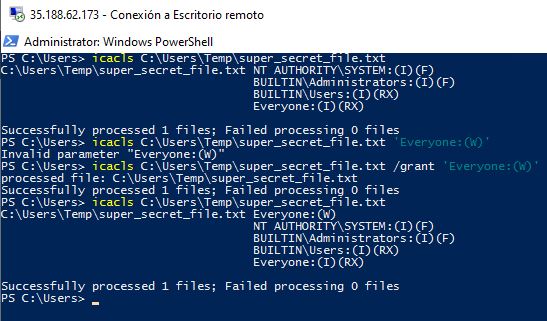 35.188.62.173 - Conexión a Escritorio remoto
Administrator: Windows PowerShell
PS C:\Users> icacls C:\Users\Temp\super_secret_file.txt
C:\Users\Temp\super_secret_file.txt NT AUTHORITY\SYSTEM:(I)(F)
BUILTIN\Administrators:(I)(F)
BUILTIN\Users:(I)(RX)
Everyone:(I)(RX)
Successfully processed 1 files; Failed processing 0 files
PS C:\Users> icacls C:\Users\Temp\super_secret_file.txt 'Everyone:(W)'
Invalid parameter "Everyone:(W)"
PS C:\Users> icacls C:\Users\Temp\super_secret_file.txt /grant 'Everyone:(W)'
processed file: C:\Users\Temp\super_secret_file.txt
Successfully processed 1 files; Failed processing 0 files
PS C:\Users> icacls C:\Users\Temp\super_secret_file.txt
C:\Users\Temp\super_secret_file.txt Everyone:(W)
NT AUTHORITY\SYSTEM:(I)(F)
BUILTIN\Administrators:(I)(F)
BUILTIN\Users:(I)(RX)
Everyone:(I)(RX)
Successfully processed 1 files; Failed processing 0 files
PS C:\Users>